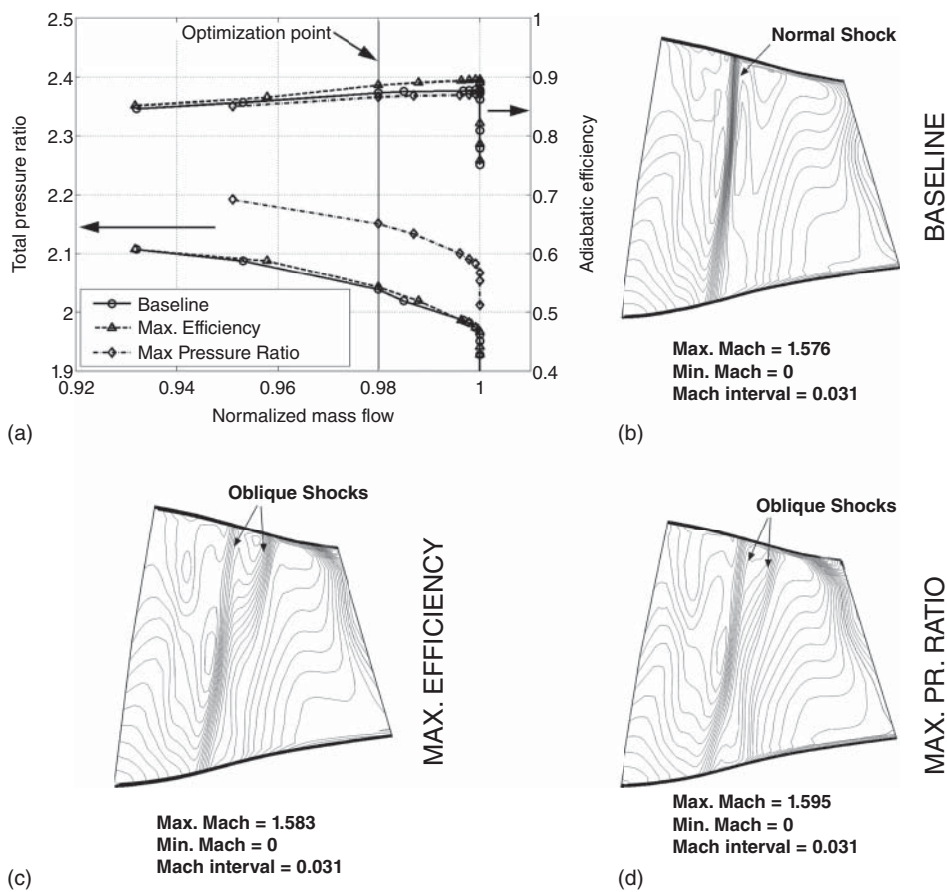 2.5
2.4
2.3
2.2
2.1
2
1.9
Total pressure ratio
Optimization point
1
0.9
0.8
0.7
0.6
0.5
0.4
Adiabatic efficiency
Baseline
Max. Efficiency
Max Pressure Ratio
0.92
0.94
0.96
0.98
1
Normalized mass flow
(a)
Normal Shock
BASELINE
Max. Mach = 1.576
Min. Mach = 0
Mach interval = 0.031
(b)
Oblique Shocks
MAX. EFFICIENCY
Max. Mach = 1.583
Min. Mach = 0
Mach interval = 0.031
(c)
Oblique Shocks
MAX. PR. RATIO
Max. Mach = 1.595
Min. Mach = 0
Mach interval = 0.031
(d)